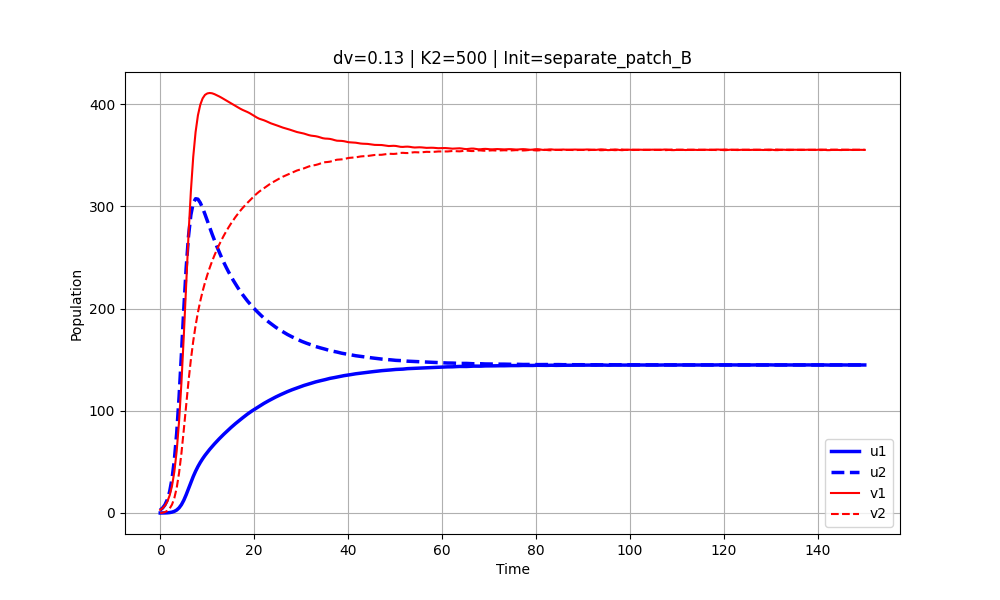 dv=0.13 | K2=500 | Init=separate_patch_B
Population
400
300
200
100
0
0 20 40 60 80 100 120 140
Time
u1
u2
v1
v2